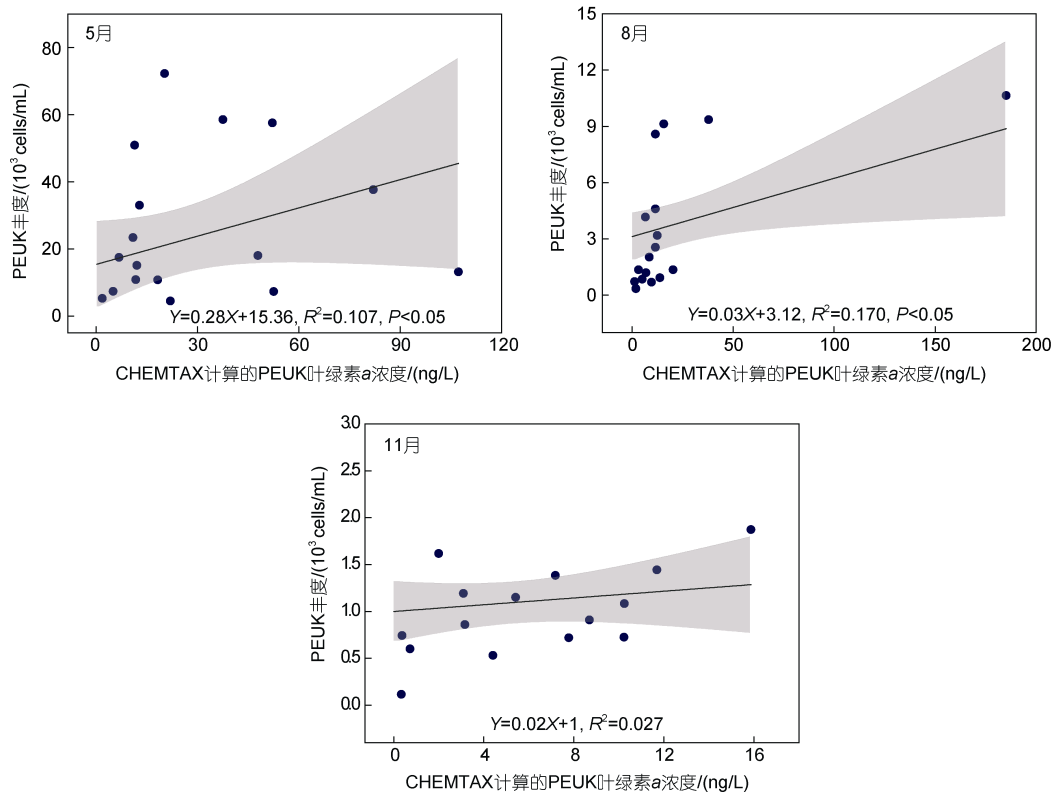 5月
80
60
40
20
0
PEUK丰度/(10³ cells/mL)
Y=0.28X+15.36, R²=0.107, P<0.05
0 30 60 90 120
CHEMTAX计算的PEUK叶绿素a浓度/(ng/L)
8月
15
12
9
6
3
0
PEUK丰度/(10³ cells/mL)
Y=0.03X+3.12, R²=0.170, P<0.05
0 50 100 150 200
CHEMTAX计算的PEUK叶绿素a浓度/(ng/L)
11月
3.0
2.5
2.0
1.5
1.0
0.5
0.0
PEUK丰度/(10³ cells/mL)
Y=0.02X+1, R²=0.027
0 4 8 12 16
CHEMTAX计算的PEUK叶绿素a浓度/(ng/L)